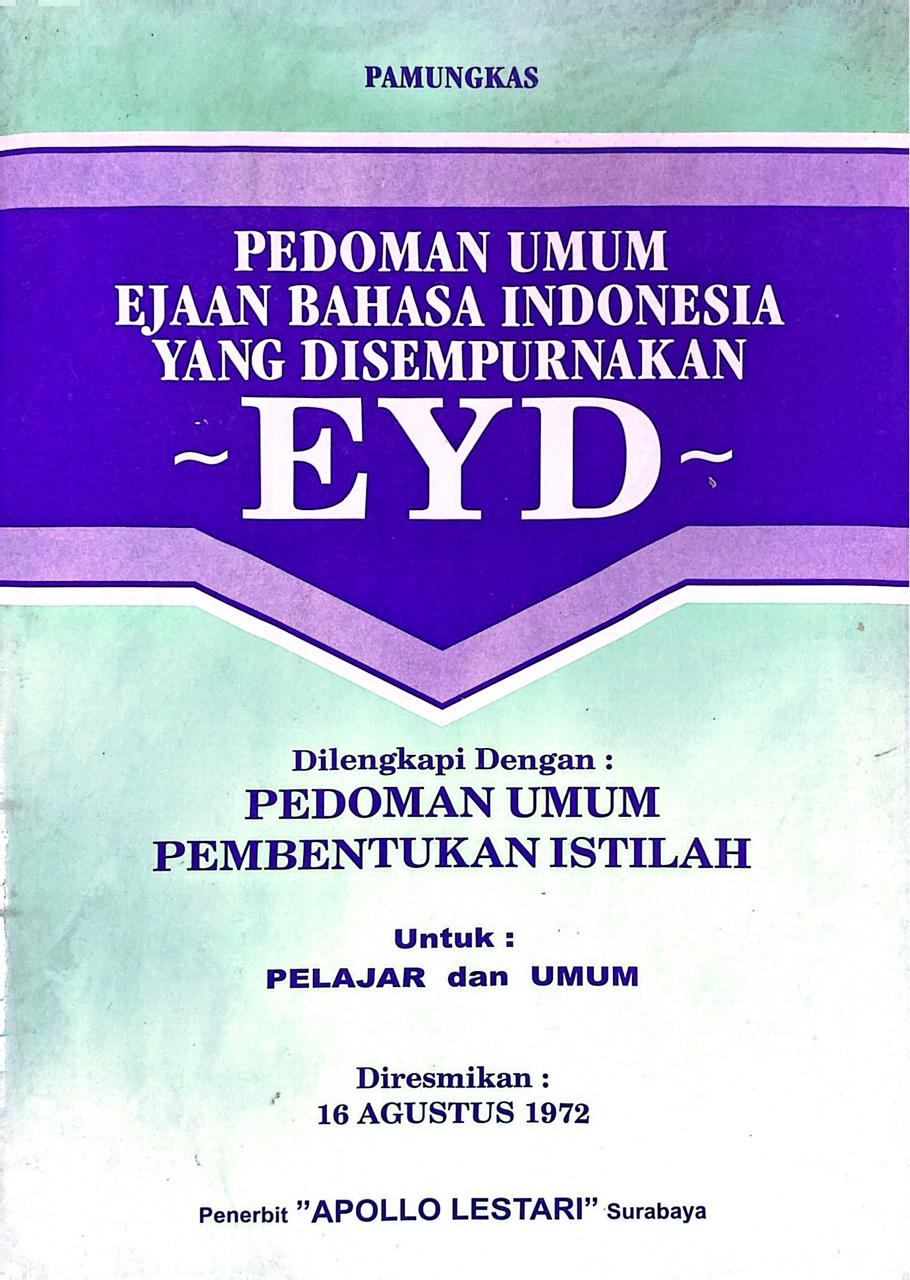 PAMUNGKAS
PEDOMAN UMUM
EJAAN BAHASA INDONESIA
YANG DISEMPURNAKAN
~EYD~
Dilengkapi Dengan :
PEDOMAN UMUM
PEMBENTUKAN ISTILAH
Untuk :
PELAJAR dan UMUM
Diresmikan :
16 AGUSTUS 1972
Penerbit ”APOLLO LESTARI” Surabaya